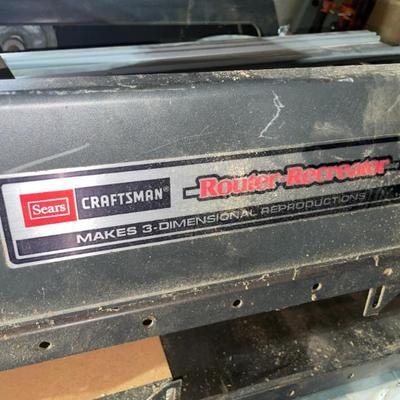 Sears CRAFTSMAN® Router-Recreator
MAKES 3-DIMENSIONAL REPRODUCTIONS